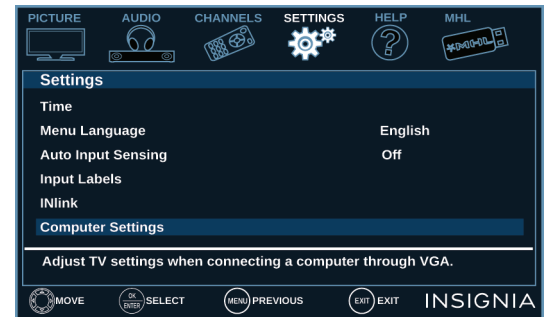 PICTURE AUDIO CHANNELS SETTINGS HELP MHL
MHL
Settings
Time
Menu Language English
Auto Input Sensing Off
Input Labels
INlink
Computer Settings
Adjust TV settings when connecting a computer through VGA.
MOVE OK ENTER SELECT MENU PREVIOUS EXIT EXIT INSIGNIA